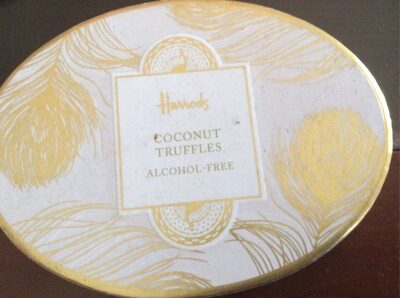 Harrods
COCONUT
TRUFFLES
ALCOHOL-FREE